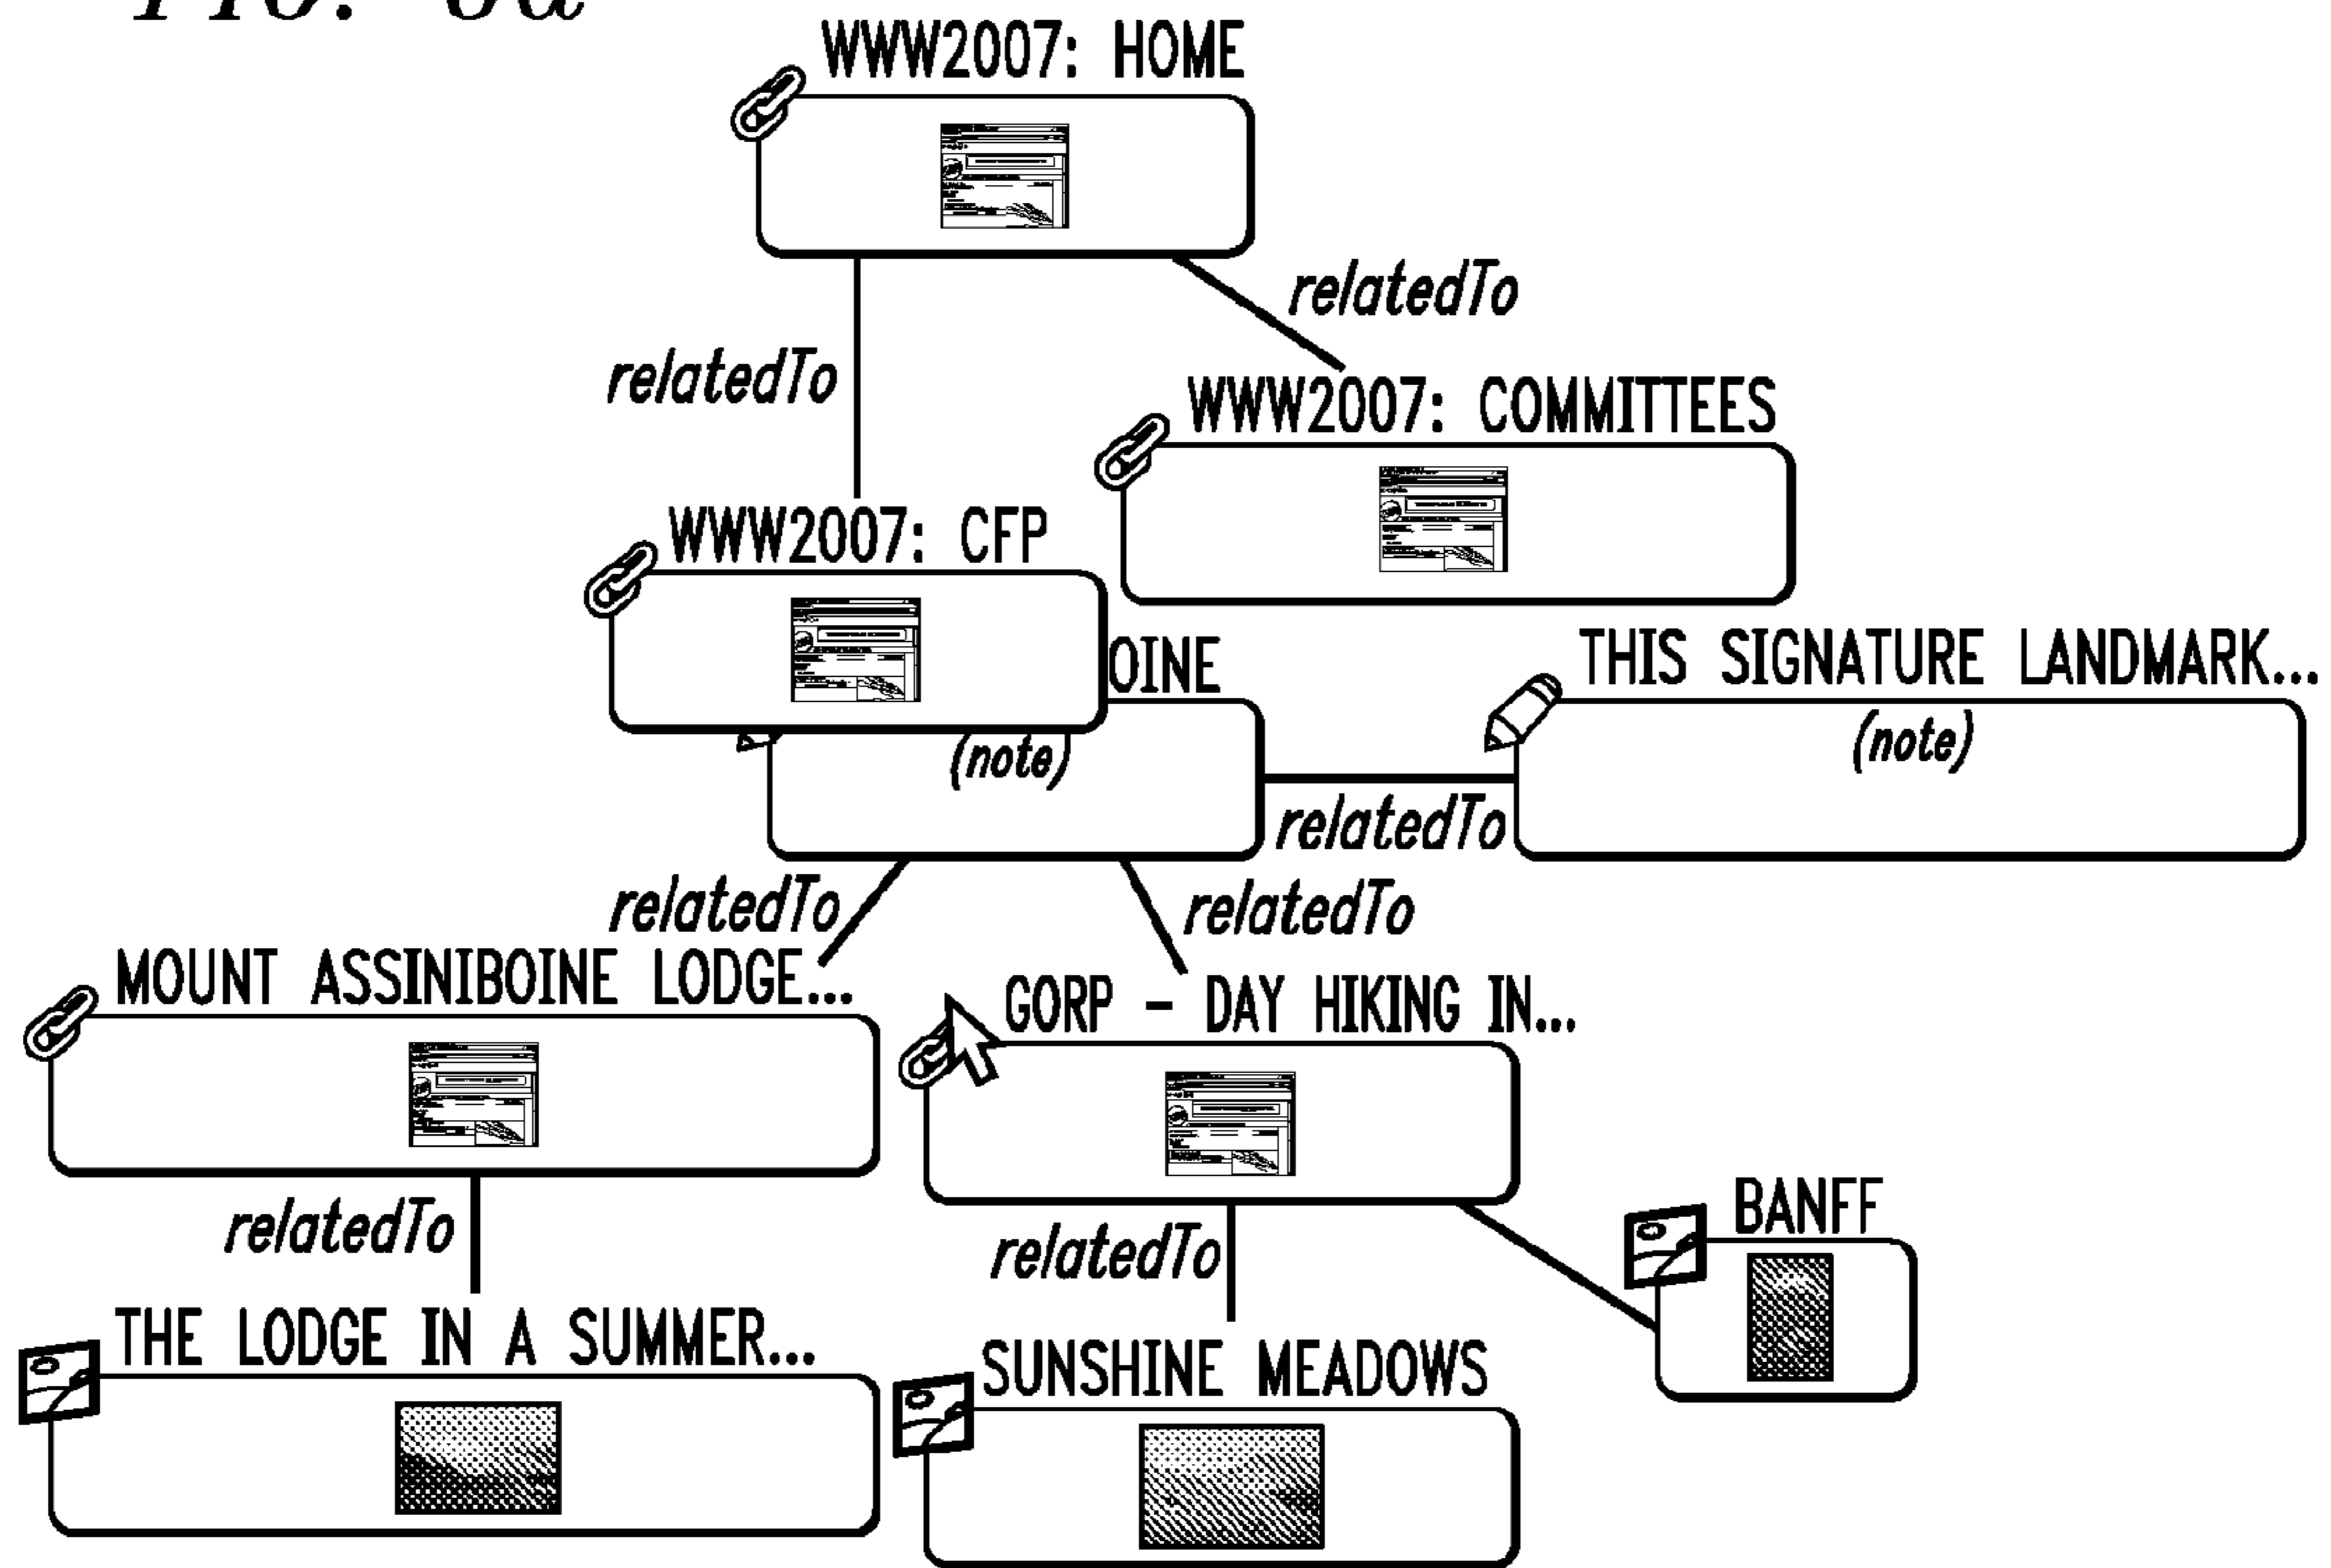 WWW2007: HOME
relatedTo
relatedTo
WWW2007: COMMITTEES
WWW2007: CFP
OINE
THIS SIGNATURE LANDMARK...
(note)
(note)
relatedTo
relatedTo
relatedTo
MOUNT ASSINIBOINE LODGE...
GORP - DAY HIKING IN...
relatedTo
relatedTo
BANFF
THE LODGE IN A SUMMER...
SUNSHINE MEADOWS